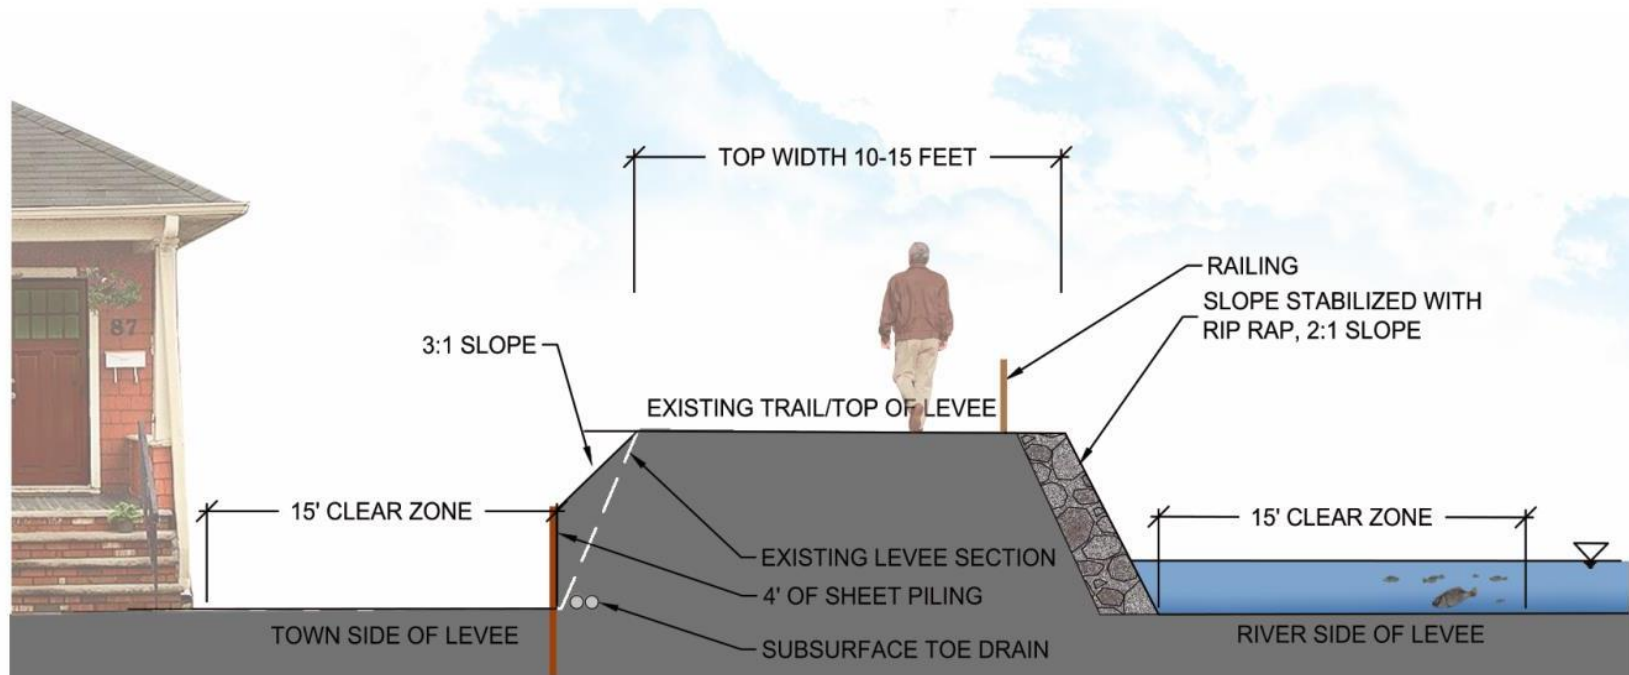 TOP WIDTH 10-15 FEET
RAILING
SLOPE STABILIZED WITH
RIP RAP, 2:1 SLOPE
87
3:1 SLOPE
EXISTING TRAIL/TOP OF LEVEE
15' CLEAR ZONE
15' CLEAR ZONE
EXISTING LEVEE SECTION
4' OF SHEET PILING
TOWN SIDE OF LEVEE
RIVER SIDE OF LEVEE
SUBSURFACE TOE DRAIN